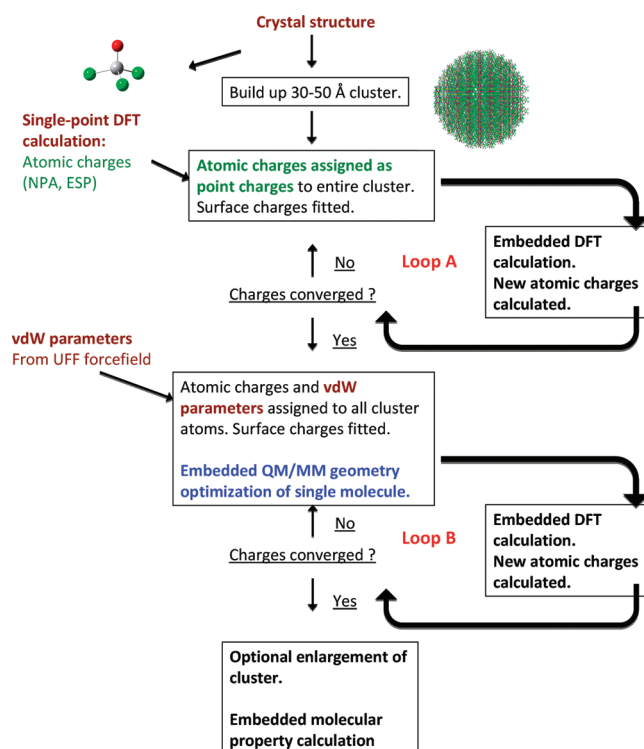 Crystal structure
Build up 30-50 Å cluster.
Single-point DFT
calculation:
Atomic charges
(NPA, ESP)
Atomic charges assigned as
point charges to entire cluster.
Surface charges fitted.
No
Loop A
Charges converged ?
Yes
Embedded DFT
calculation.
New atomic charges
calculated.
vdW parameters
From UFF forcefield
Atomic charges and vdW
parameters assigned to all cluster
atoms. Surface charges fitted.
Embedded QM/MM geometry
optimization of single molecule.
No
Loop B
Charges converged ?
Yes
Embedded DFT
calculation.
New atomic charges
calculated.
Optional enlargement of
cluster.
Embedded molecular
property calculation